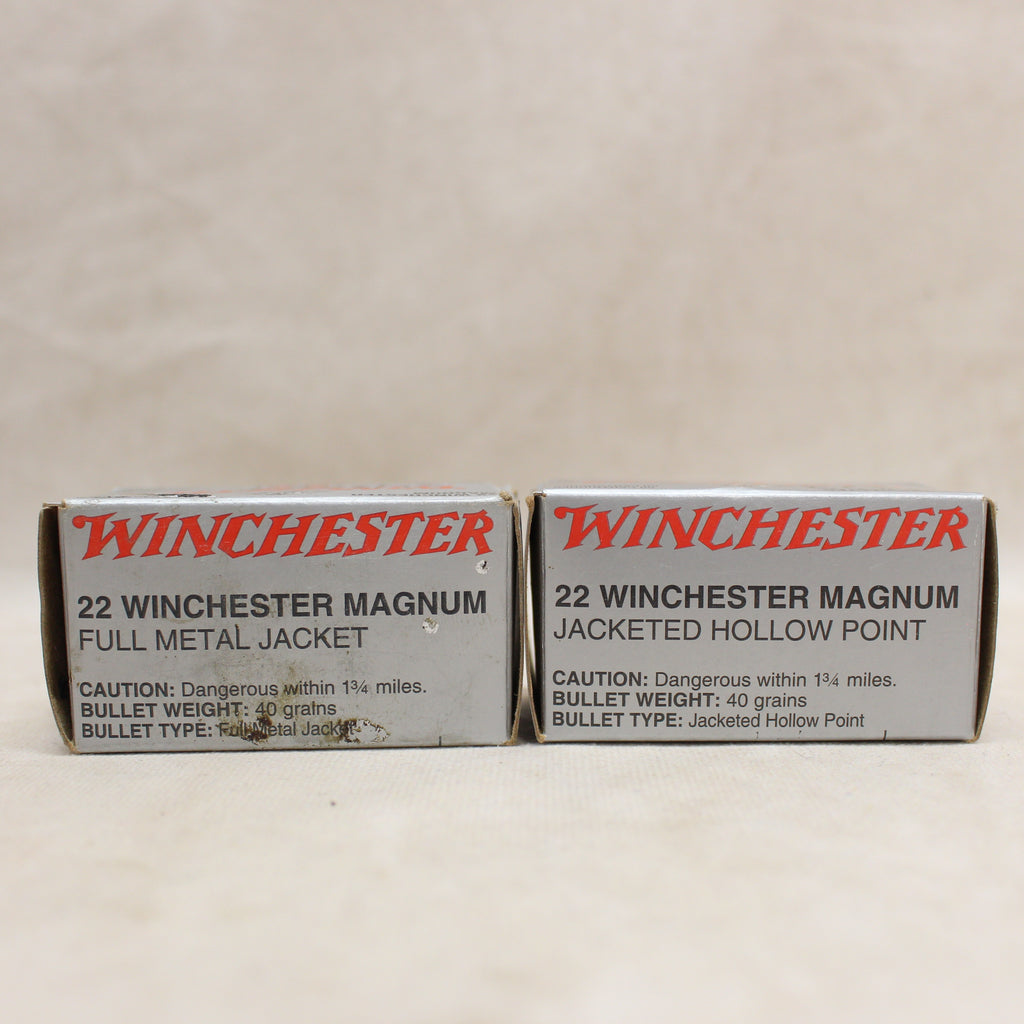 WINCHESTER
22 WINCHESTER MAGNUM
FULL METAL JACKET
CAUTION: Dangerous within 1¾ miles.
BULLET WEIGHT: 40 grains
BULLET TYPE: Full Metal Jacket
WINCHESTER
22 WINCHESTER MAGNUM
JACKETED HOLLOW POINT
CAUTION: Dangerous within 1¾ miles.
BULLET WEIGHT: 40 grains
BULLET TYPE: Jacketed Hollow Point